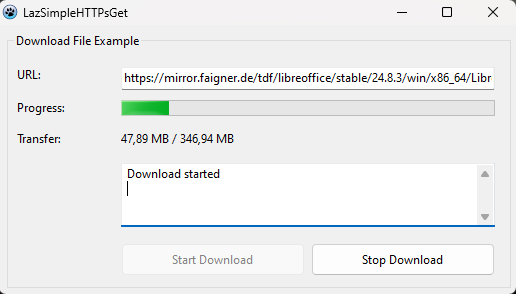 LazSimpleHTTPsGet
Download File Example
URL: https://mirror.faigner.de/tdf/libreoffice/stable/24.8.3/win/x86_64/Libr
Progress:
Transfer: 47,89 MB / 346,94 MB
Download started
Start Download Stop Download